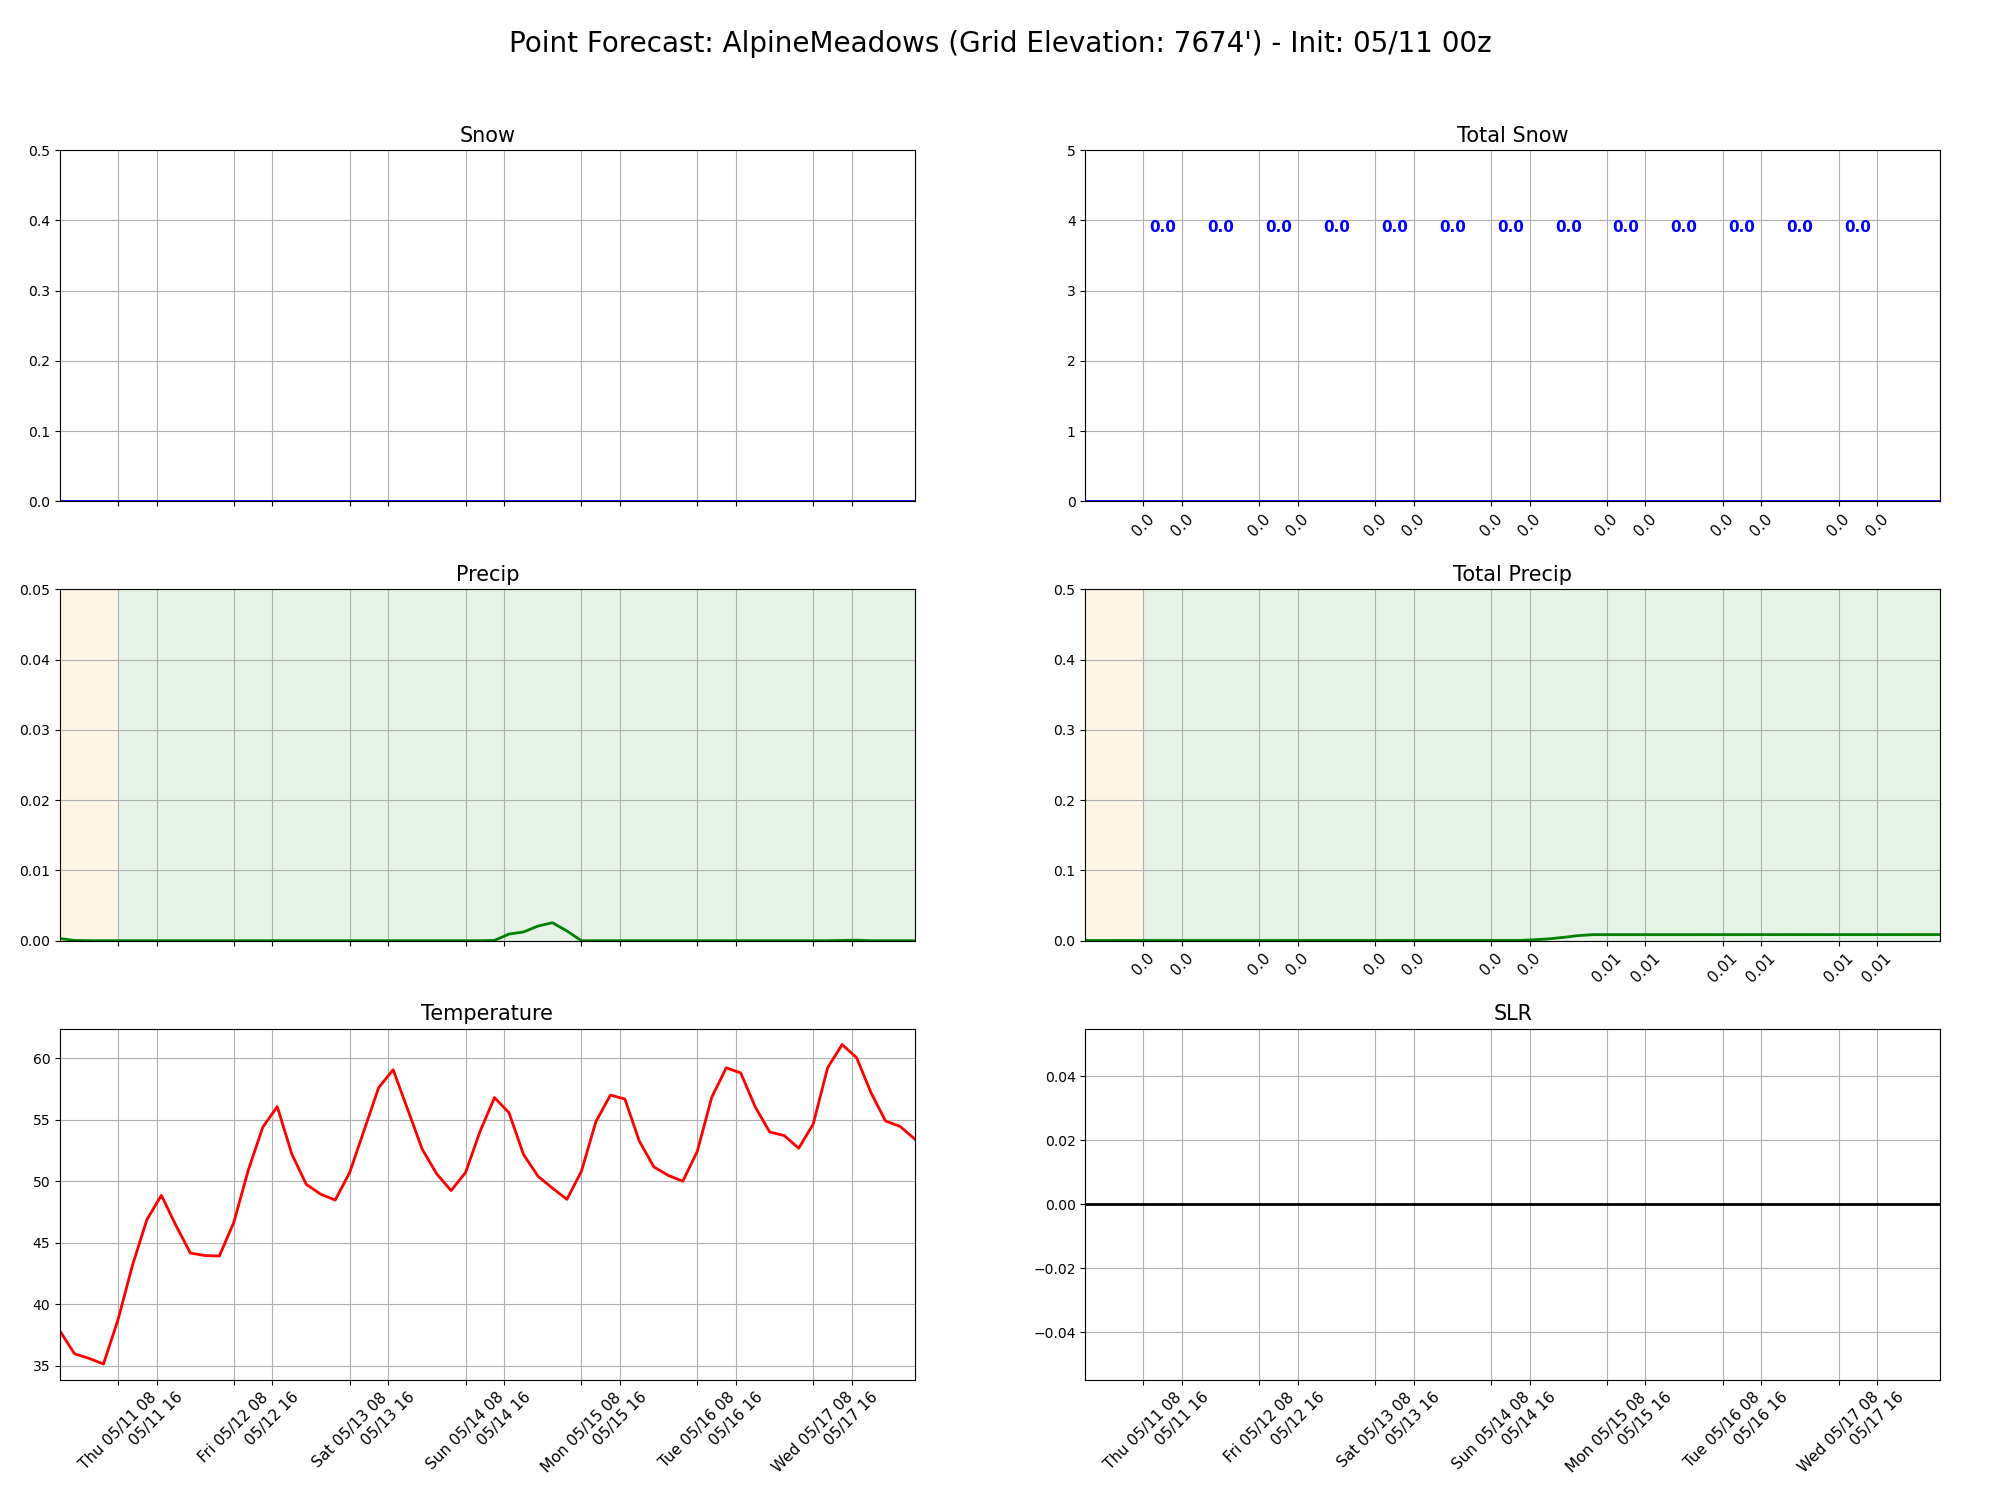 Point Forecast: AlpineMeadows (Grid Elevation: 7674') - Init: 05/11 00z
Snow
0.5
0.4
0.3
0.2
0.1
0.0
Total Snow
5
4
3
2
1
0
0.0 0.0 0.0 0.0 0.0 0.0 0.0 0.0 0.0 0.0 0.0 0.0 0.0
0.0 0.0 0.0 0.0 0.0 0.0 0.0 0.0 0.0 0.0 0.0 0.0 0.0 0.0
Precip
0.05
0.04
0.03
0.02
0.01
0.00
Total Precip
0.5
0.4
0.3
0.2
0.1
0.0
0.0 0.0 0.0 0.0 0.0 0.0 0.0 0.0 0.01 0.01 0.01 0.01 0.01 0.01
Temperature
60
55
50
45
40
35
Thu 05/11 08
05/11 16
Fri 05/12 08
05/12 16
Sat 05/13 08
05/13 16
Sun 05/14 08
05/14 16
Mon 05/15 08
05/15 16
Tue 05/16 08
05/16 16
Wed 05/17 08
05/17 16
SLR
0.04
0.02
0.00
−0.02
−0.04
Thu 05/11 08
05/11 16
Fri 05/12 08
05/12 16
Sat 05/13 08
05/13 16
Sun 05/14 08
05/14 16
Mon 05/15 08
05/15 16
Tue 05/16 08
05/16 16
Wed 05/17 08
05/17 16